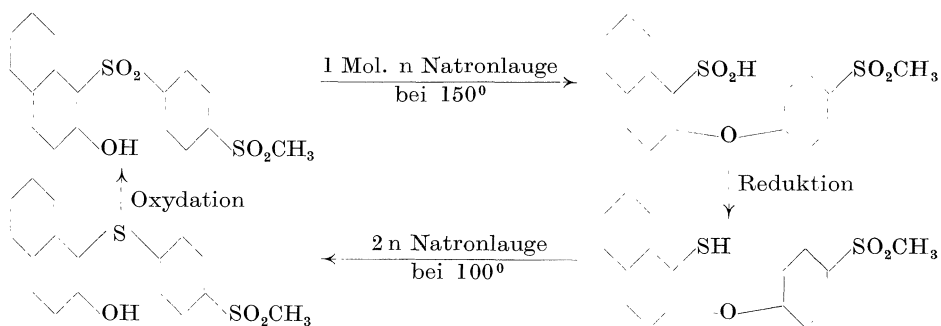 SO₂
OH
SO₂CH₃
1 Mol. n Natronlauge
bei 150⁰
SO₂H
SO₂CH₃
O
Oxydation
Reduktion
S
OH
SO₂CH₃
2 n Natronlauge
bei 100⁰
SH
SO₂CH₃
O